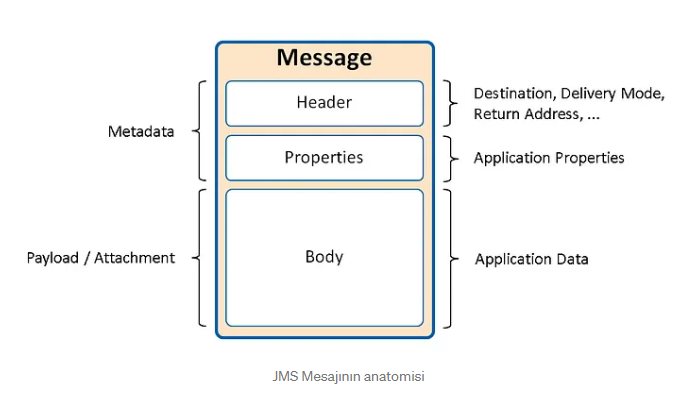 Message
Header
Destination, Delivery Mode,
Return Address, ...
Metadata
Properties
Application Properties
Payload / Attachment
Body
Application Data
JMS Mesajının anatomisi